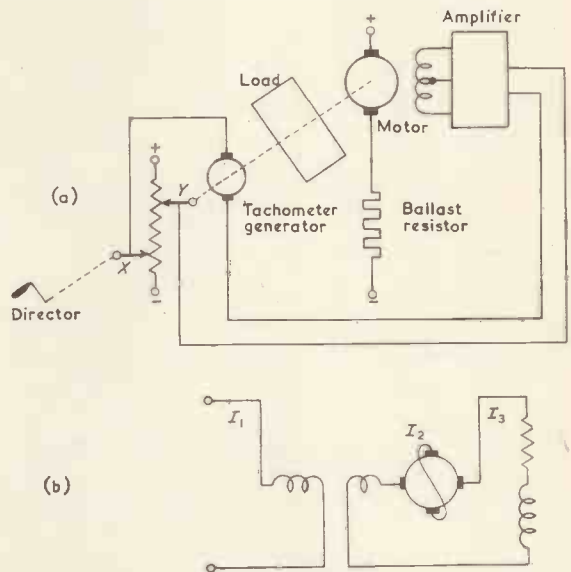 Amplifier
+
Load
Motor
+
Y
(a)
Tachometer
generator
Ballast
resistor
X
−
−
Director
I₁
I₂
I₃
(b)